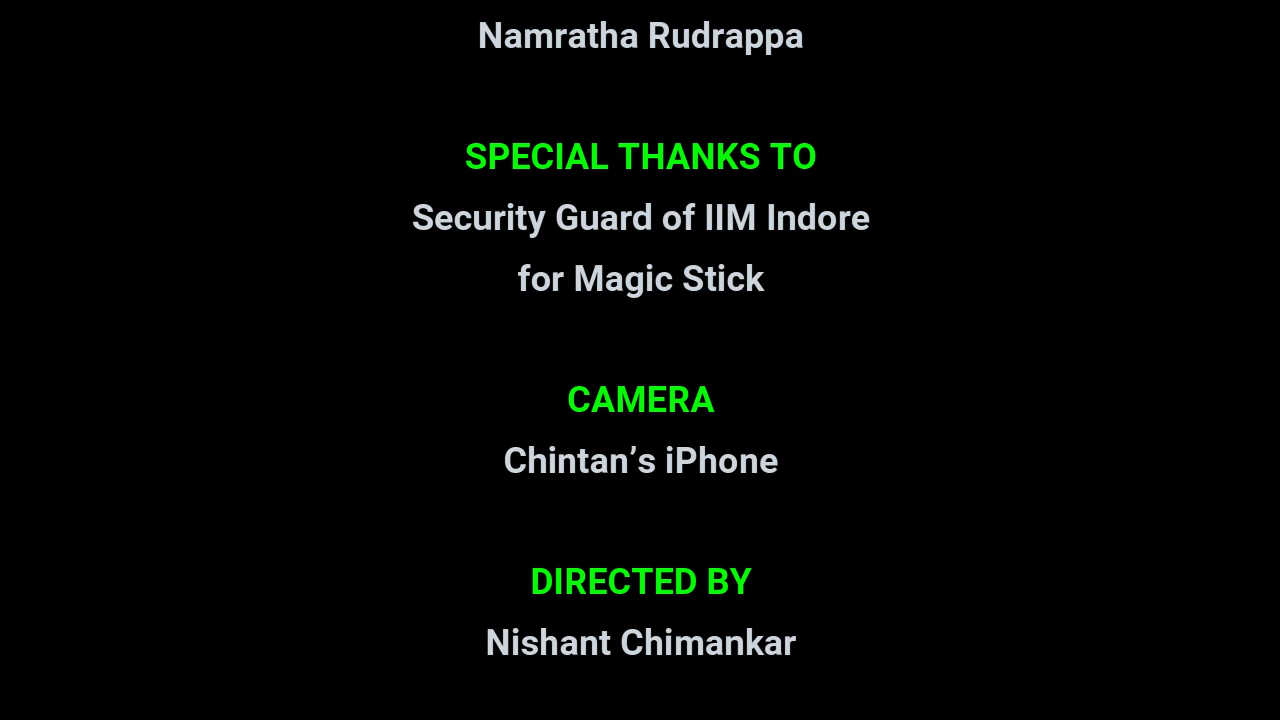 Namratha Rudrappa
SPECIAL THANKS TO
Security Guard of IIM Indore
for Magic Stick
CAMERA
Chintan’s iPhone
DIRECTED BY
Nishant Chimankar